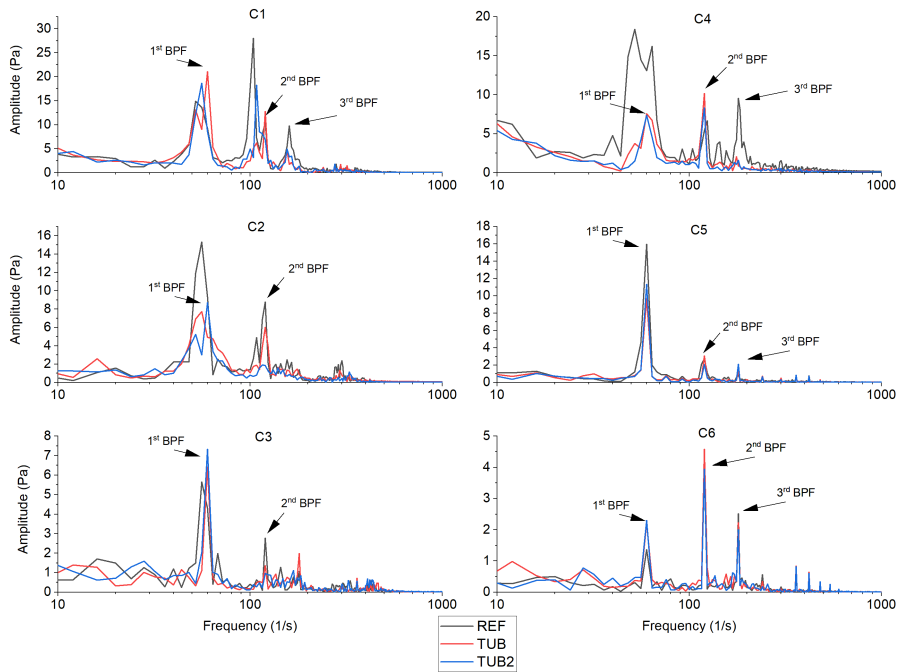 C1
Amplitude (Pa)
30
25
20
15
10
5
0
10
100
1000
1st BPF
2nd BPF
3rd BPF
C4
20
15
10
5
0
10
100
1000
1st BPF
2nd BPF
3rd BPF
C2
Amplitude (Pa)
16
14
12
10
8
6
4
2
0
10
100
1000
1st BPF
2nd BPF
C5
18
16
14
12
10
8
6
4
2
0
10
100
1000
1st BPF
2nd BPF
3rd BPF
C3
Amplitude (Pa)
8
7
6
5
4
3
2
1
0
10
100
1000
1st BPF
2nd BPF
Frequency (1/s)
C6
5
4
3
2
1
0
10
100
1000
1st BPF
2nd BPF
3rd BPF
Frequency (1/s)
REF
TUB
TUB2